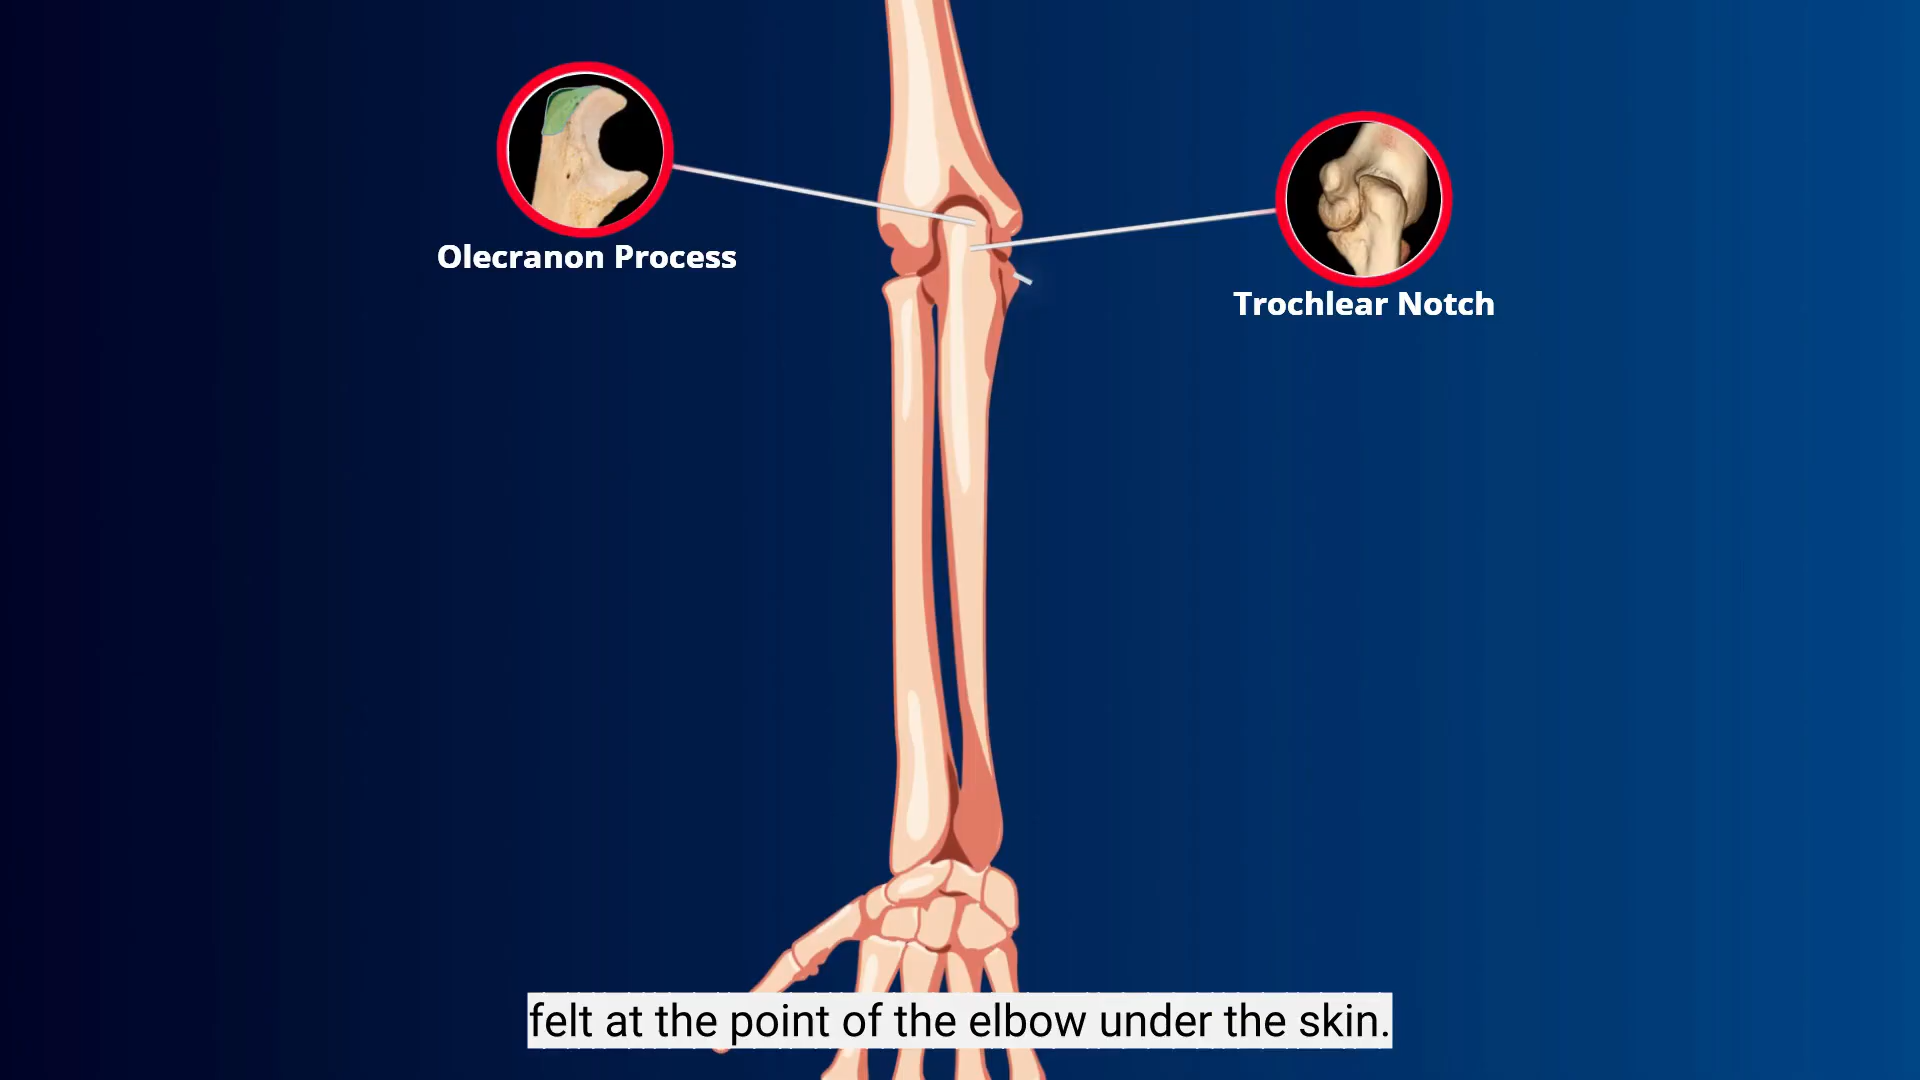 Olecranon Process
Trochlear Notch
felt at the point of the elbow under the skin.